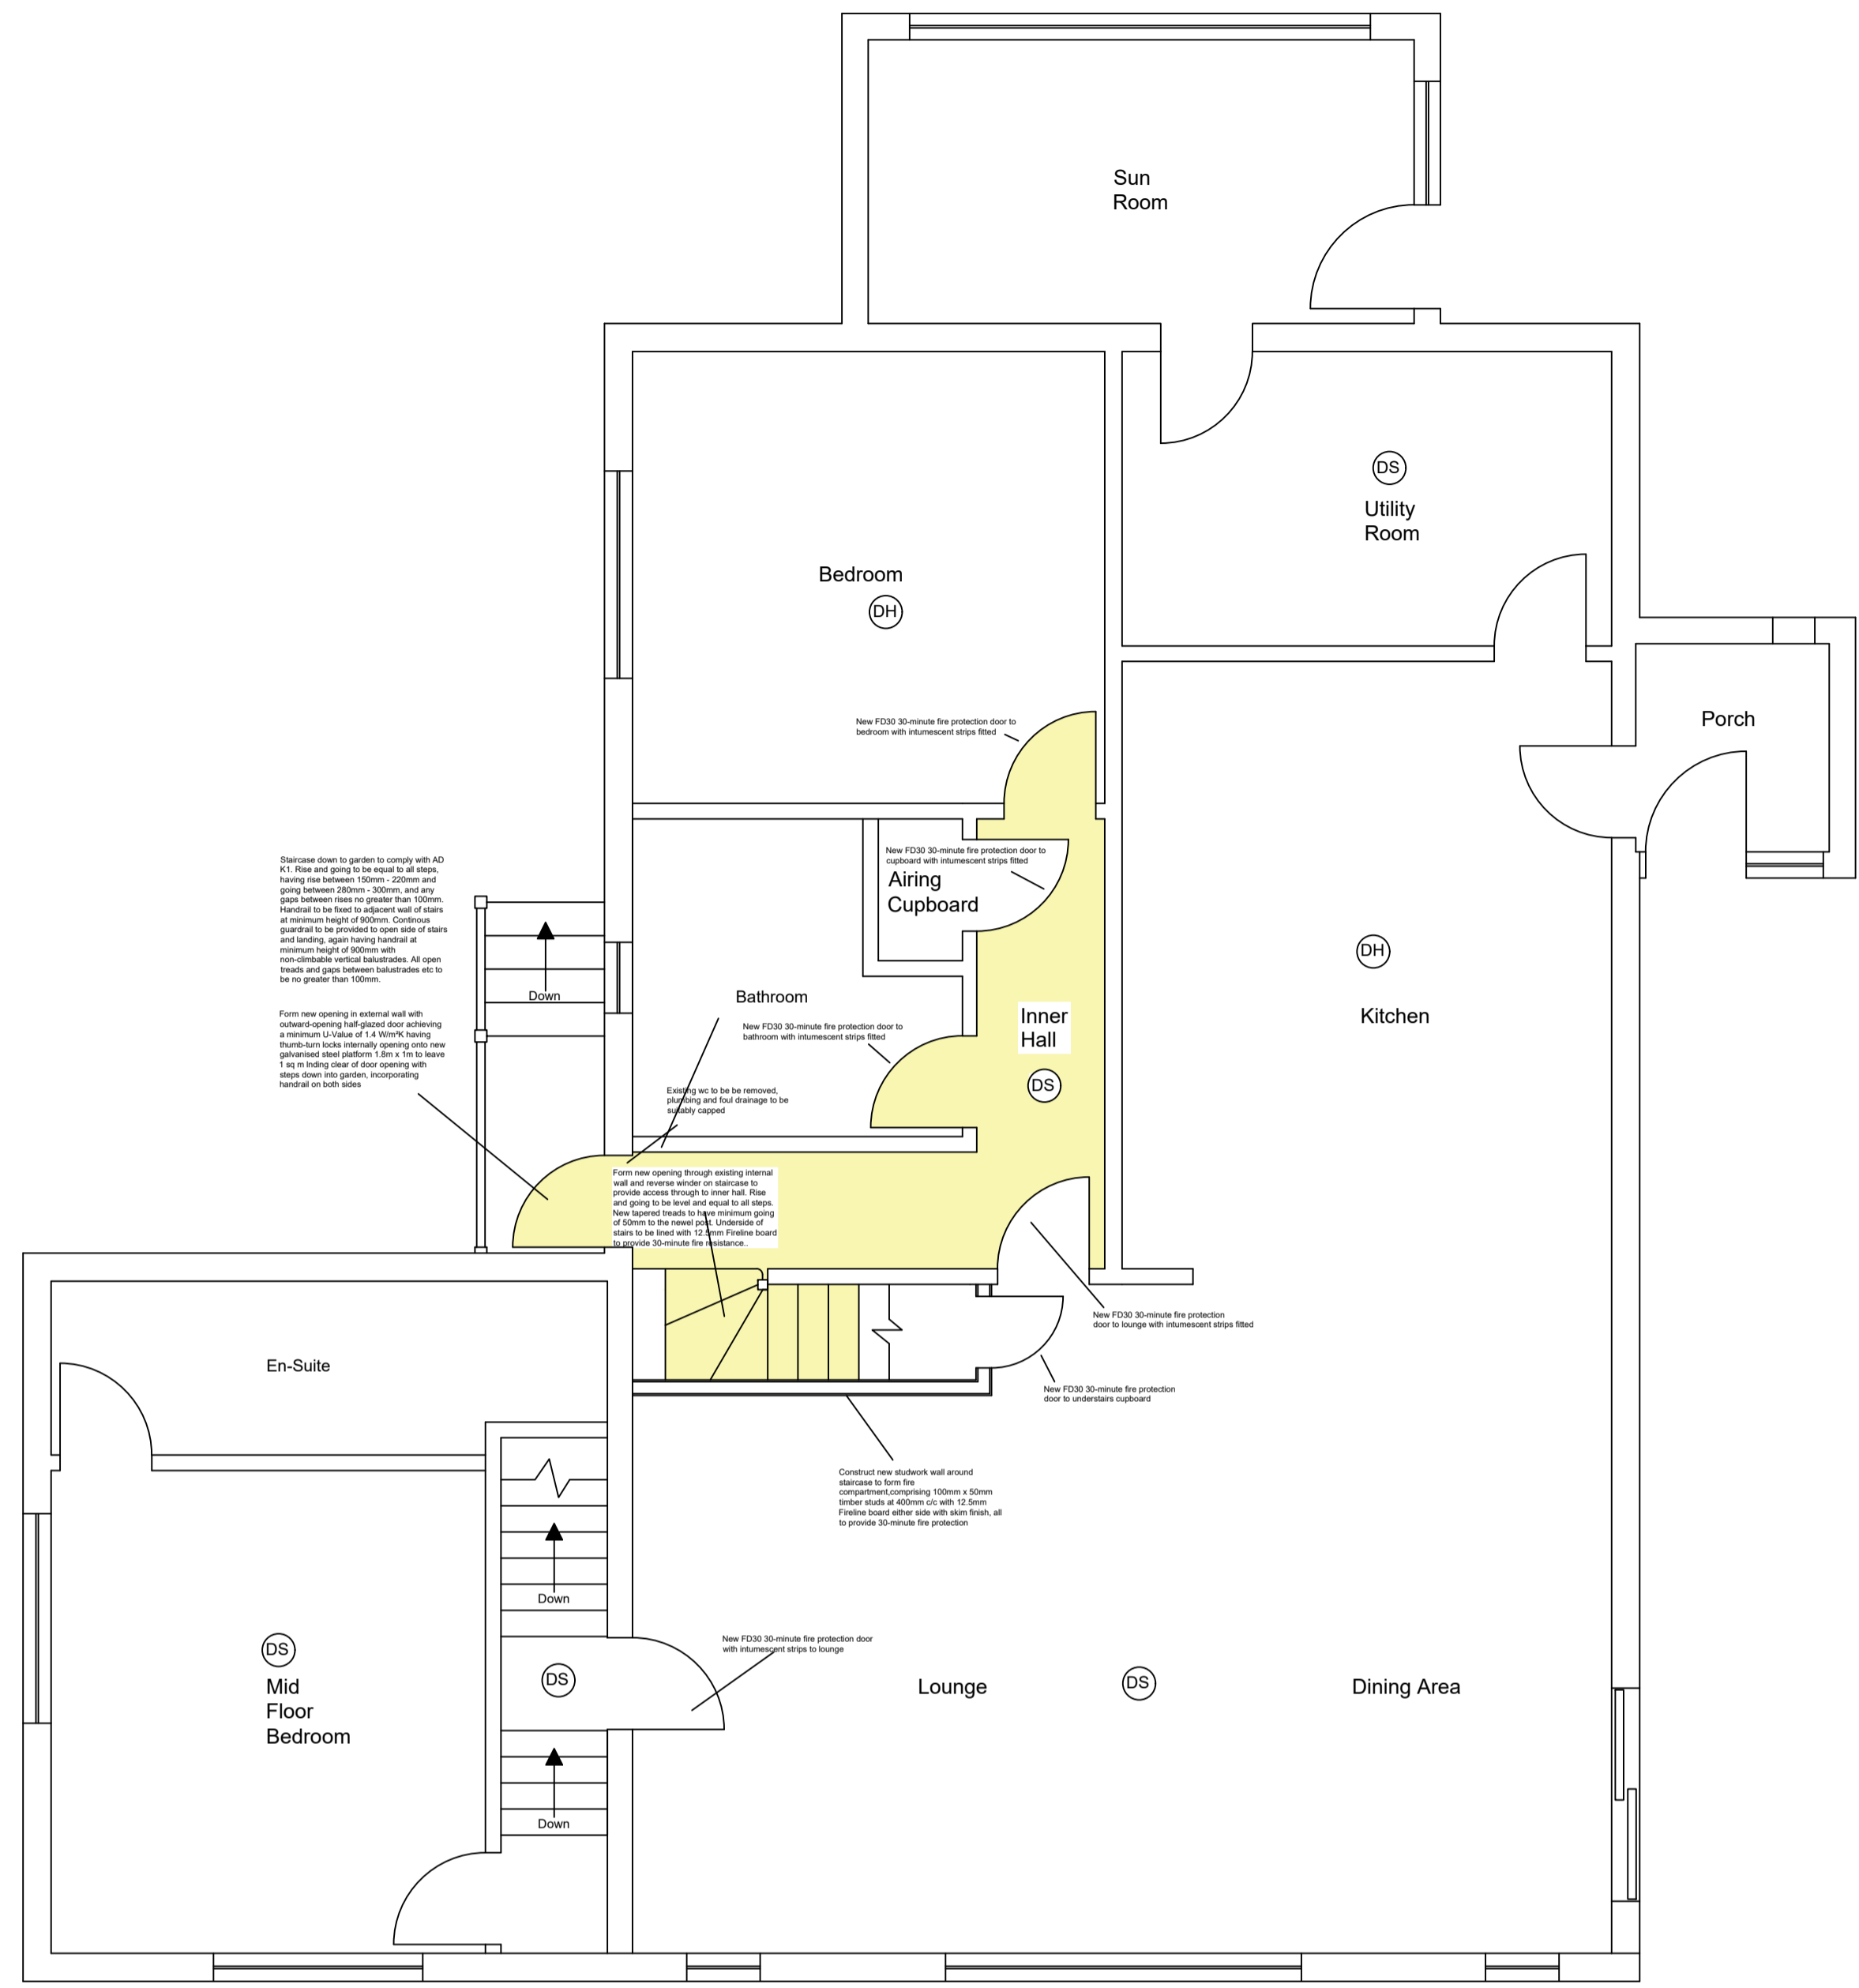 Sun
Room
DS
Utility
Room
Bedroom
DH
New FD30 30-minute fire protection door to
bedroom with intumescent strips fitted
Porch
New FD30 30-minute fire protection door to
cupboard with intumescent strips fitted
Airing
Cupboard
Staircase down to garden to comply with AD
K1. Rise and going to be equal to all steps,
having rise between 150mm - 220mm and
going between 280mm - 300mm, and any
gaps between rises no greater than 100mm.
Handrail to be fixed to adjacent wall of stairs
at minimum height of 900mm. Continous
guardrail to be provided to open side of stairs
and landing, again having handrail at
minimum height of 900mm with
non-climbable vertical balustrades. All open
treads and gaps between balustrades etc to
be no greater than 100mm.
DH
Kitchen
Down
Bathroom
New FD30 30-minute fire protection door to
bathroom with intumescent strips fitted
Inner
Hall
DS
Form new opening in external wall with
outward-opening half-glazed door achieving
a minimum U-Value of 1.4 W/m²K having
thumb-turn locks internally opening onto new
galvanised steel platform 1.8m x 1m to leave
1 sq m lnding clear of door opening with
steps down into garden, incorporating
handrail on both sides
Existing wc to be be removed,
plumbing and foul drainage to be
suitably capped
Form new opening through existing internal
wall and reverse winder on staircase to
provide access through to inner hall. Rise
and going to be level and equal to all steps.
New tapered treads to have minimum going
of 50mm to the newel post. Underside of
stairs to be lined with 12.5mm Fireline board
to provide 30-minute fire resistance..
New FD30 30-minute fire protection
door to lounge with intumescent strips fitted
New FD30 30-minute fire protection
door to understairs cupboard
En-Suite
Construct new studwork wall around
staircase to form fire
compartment,comprising 100mm x 50mm
timber studs at 400mm c/c with 12.5mm
Fireline board either side with skim finish, all
to provide 30-minute fire protection
Down
New FD30 30-minute fire protection door
with intumescent strips to lounge
DS
Mid
Floor
Bedroom
DS
Lounge
DS
Dining Area
Down